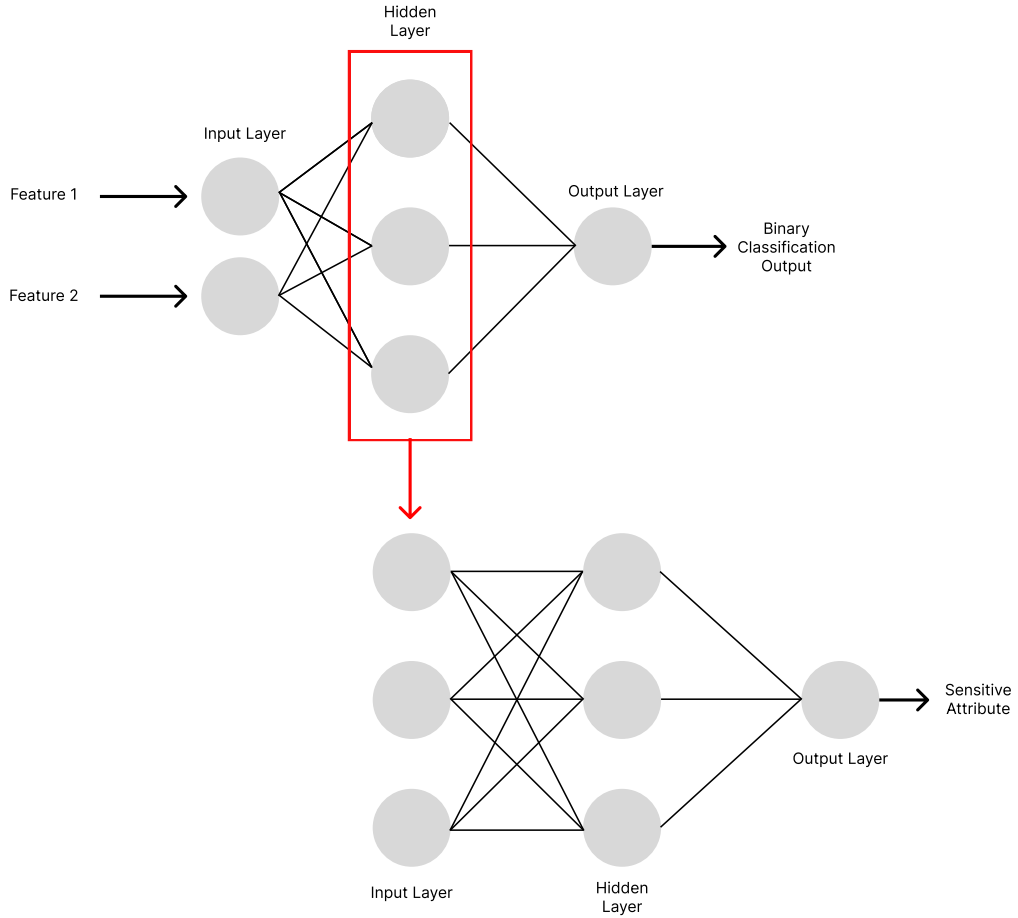 Hidden
Layer
Input Layer
Feature 1
Output Layer
Binary
Classification
Output
Feature 2
Sensitive
Attribute
Output Layer
Input Layer
Hidden
Layer